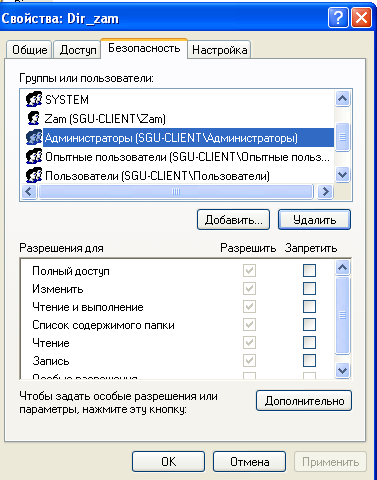 Свойства: Dir_zam
Общие Доступ Безопасность Настройка
Группы или пользователи:
SYSTEM
Zam (SGU-CLIENT\Zam)
Администраторы (SGU-CLIENT\Администраторы)
Опытные пользователи (SGU-CLIENT\Опытные польз...
Пользователи (SGU-CLIENT\Пользователи)
Добавить... Удалить
Разрешения для Разрешить Запретить
Полный доступ
Изменить
Чтение и выполнение
Список содержимого папки
Чтение
Запись
Особые разрешения
Чтобы задать особые разрешения или
параметры, нажмите эту кнопку:
Дополнительно
OK Отмена Применить